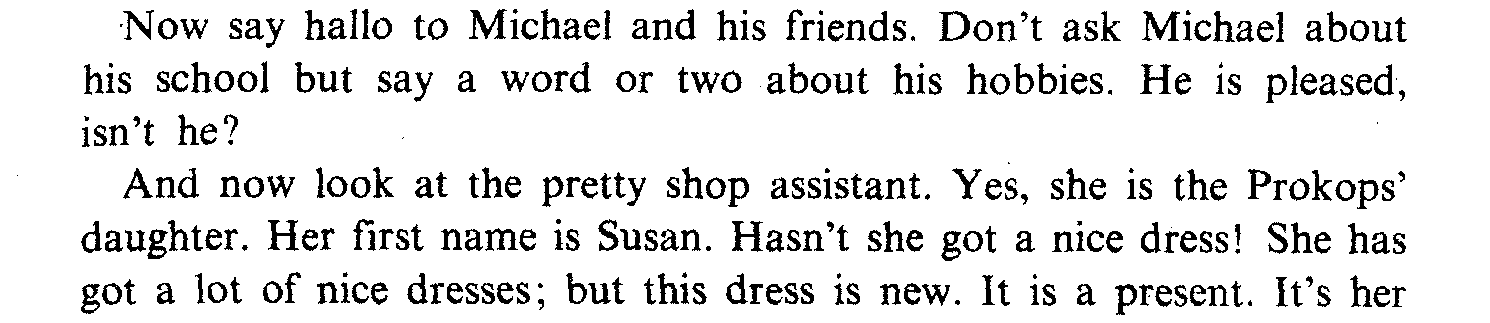 Now say hallo to Michael and his friends. Don't ask Michael about
his school but say a word or two about his hobbies. He is pleased,
isn't he?
And now look at the pretty shop assistant. Yes, she is the Prokops'
daughter. Her first name is Susan. Hasn't she got a nice dress! She has
got a lot of nice dresses; but this dress is new. It is a present. It's her